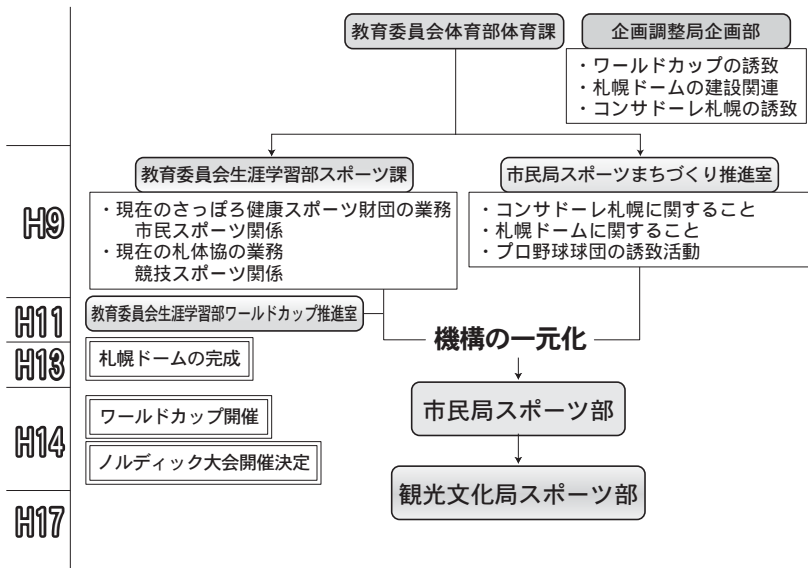 教育委員会体育部体育課
企画調整局企画部
・ワールドカップの誘致
・札幌ドームの建設関連
・コンサドーレ札幌の誘致
H9
教育委員会生涯学習部スポーツ課
・現在のさっぽろ健康スポーツ財団の業務
市民スポーツ関係
・現在の札体協の業務
競技スポーツ関係
市民局スポーツまちづくり推進室
・コンサドーレ札幌に関すること
・札幌ドームに関すること
・プロ野球球団の誘致活動
H11
教育委員会生涯学習部ワールドカップ推進室
機構の一元化
H13
札幌ドームの完成
市民局スポーツ部
H14
ワールドカップ開催
ノルディック大会開催決定
観光文化局スポーツ部
H17